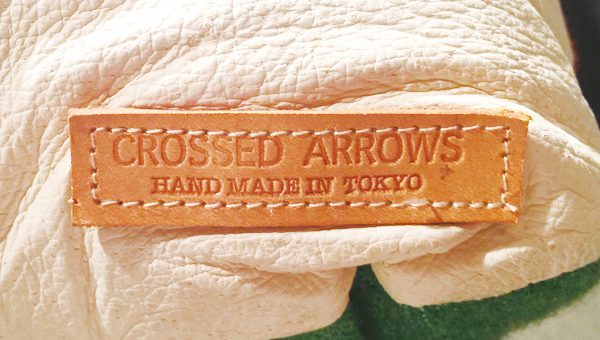 CROSSED ARROWS
HAND MADE IN TOKYO